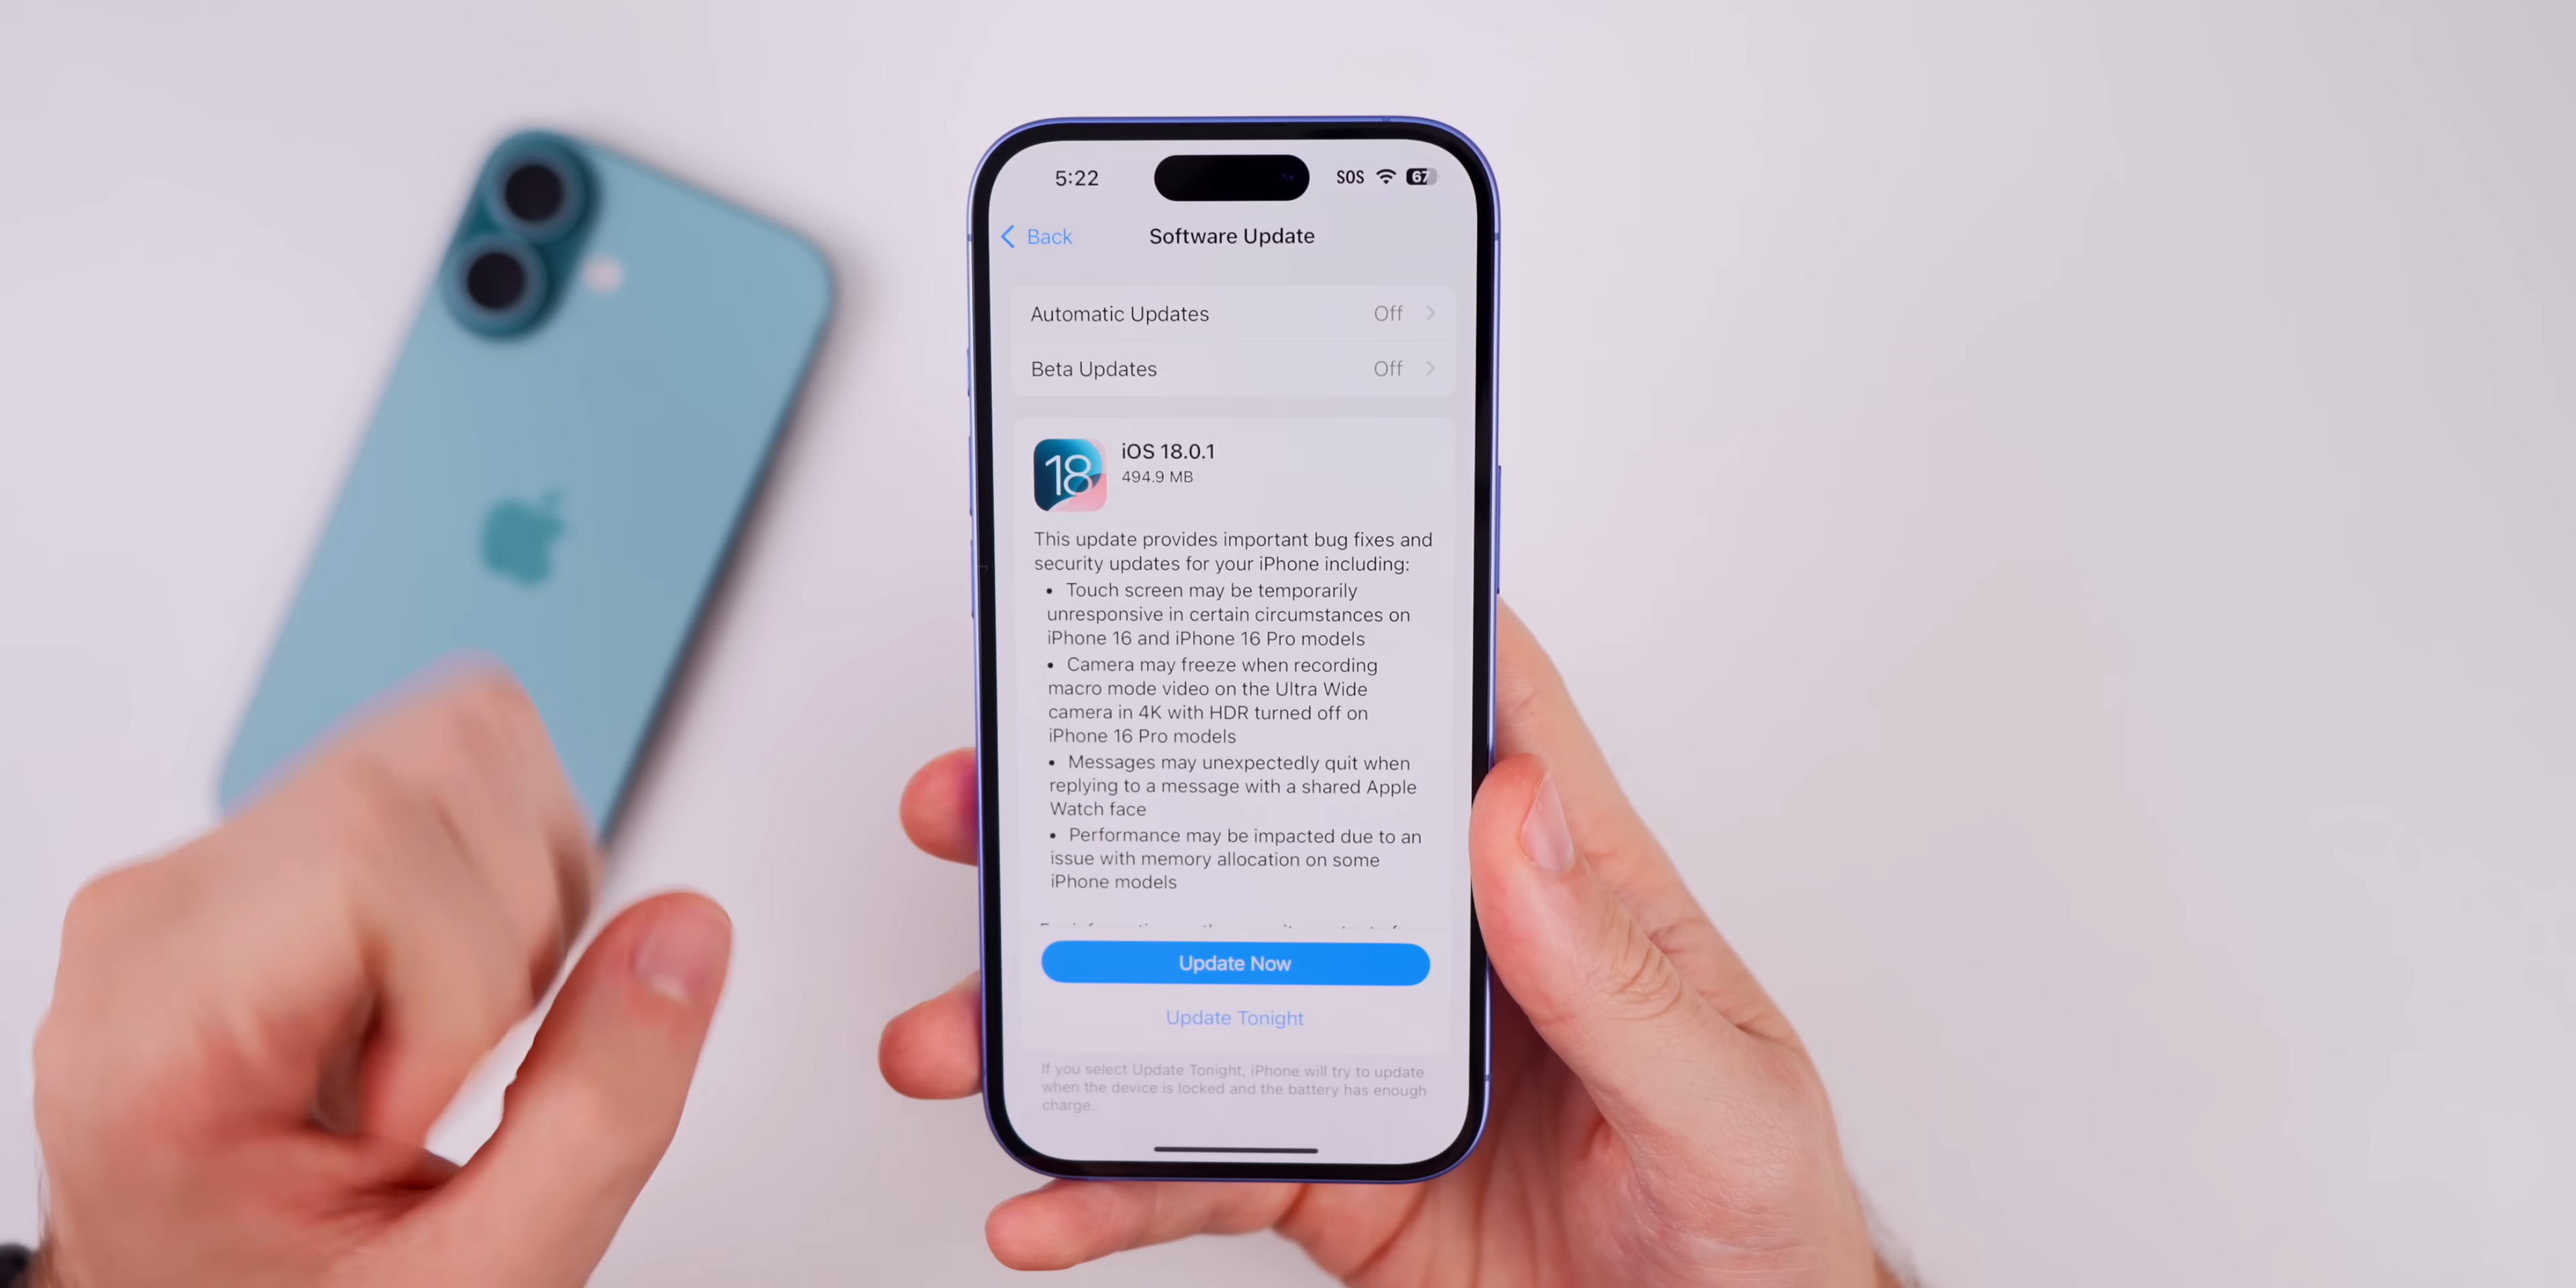 5:22
SOS
67
Back
Software Update
Automatic Updates
Off
Beta Updates
Off
18
iOS 18.0.1
494.9 MB
This update provides important bug fixes and
security updates for your iPhone including:
• Touch screen may be temporarily
unresponsive in certain circumstances on
iPhone 16 and iPhone 16 Pro models
• Camera may freeze when recording
macro mode video on the Ultra Wide
camera in 4K with HDR turned off on
iPhone 16 Pro models
• Messages may unexpectedly quit when
replying to a message with a shared Apple
Watch face
• Performance may be impacted due to an
issue with memory allocation on some
iPhone models
Update Now
Update Tonight
If you select Update Tonight, iPhone will try to update
when the device is locked and the battery has enough
charge.